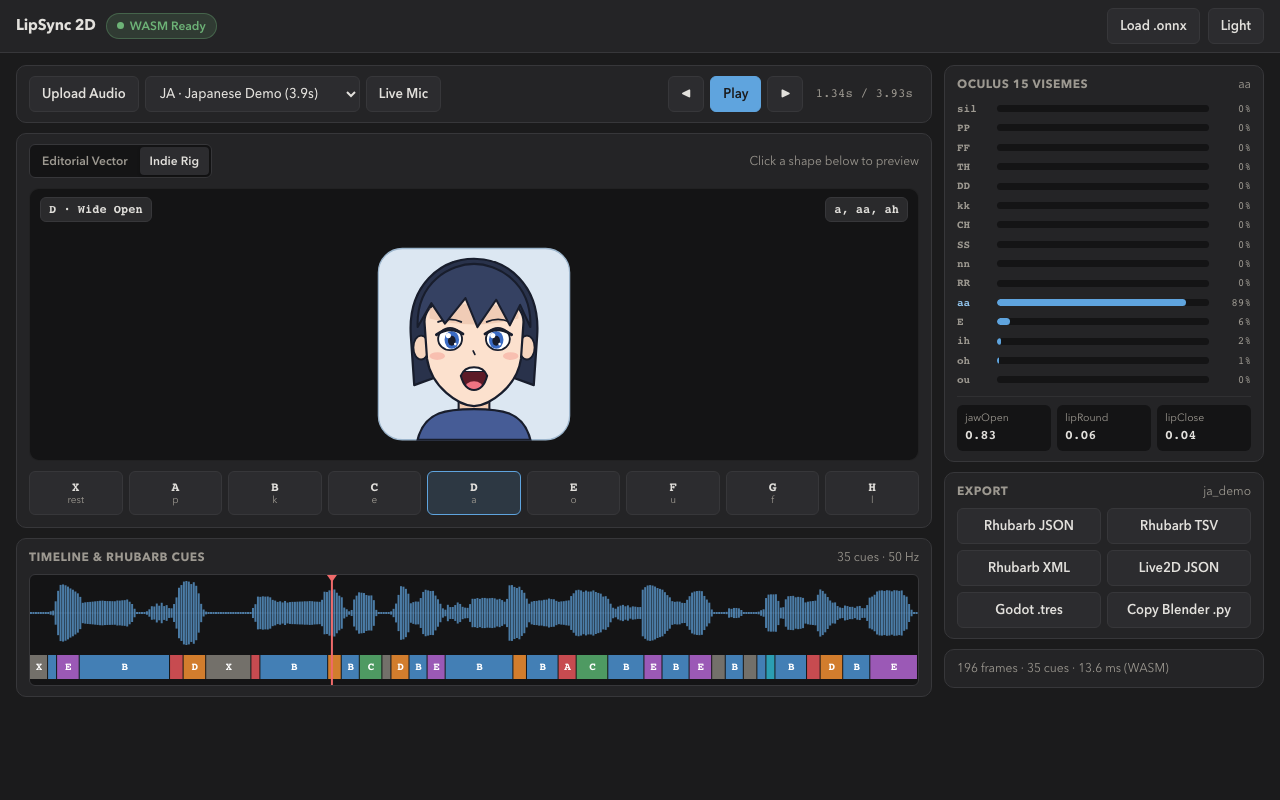 LipSync 2D
WASM Ready
Load .onnx
Light
Upload Audio
JA · Japanese Demo (3.9s)
Live Mic
◀
Play
▶
1.34s / 3.93s
Editorial Vector
Indie Rig
Click a shape below to preview
D · Wide Open
a, aa, ah
X
rest
A
p
B
k
C
e
D
a
E
o
F
u
G
f
H
l
TIMELINE & RHUBARB CUES
35 cues · 50 Hz
X E B D X B B C D B E B B A C B E B E B B D B E
OCULUS 15 VISEMES
aa
sil 0%
PP 0%
FF 0%
TH 0%
DD 0%
kk 0%
CH 0%
SS 0%
nn 0%
RR 0%
aa 89%
E 6%
ih 2%
oh 1%
ou 0%
jawOpen
0.83
lipRound
0.06
lipClose
0.04
EXPORT
ja_demo
Rhubarb JSON
Rhubarb TSV
Rhubarb XML
Live2D JSON
Godot .tres
Copy Blender .py
196 frames · 35 cues · 13.6 ms (WASM)